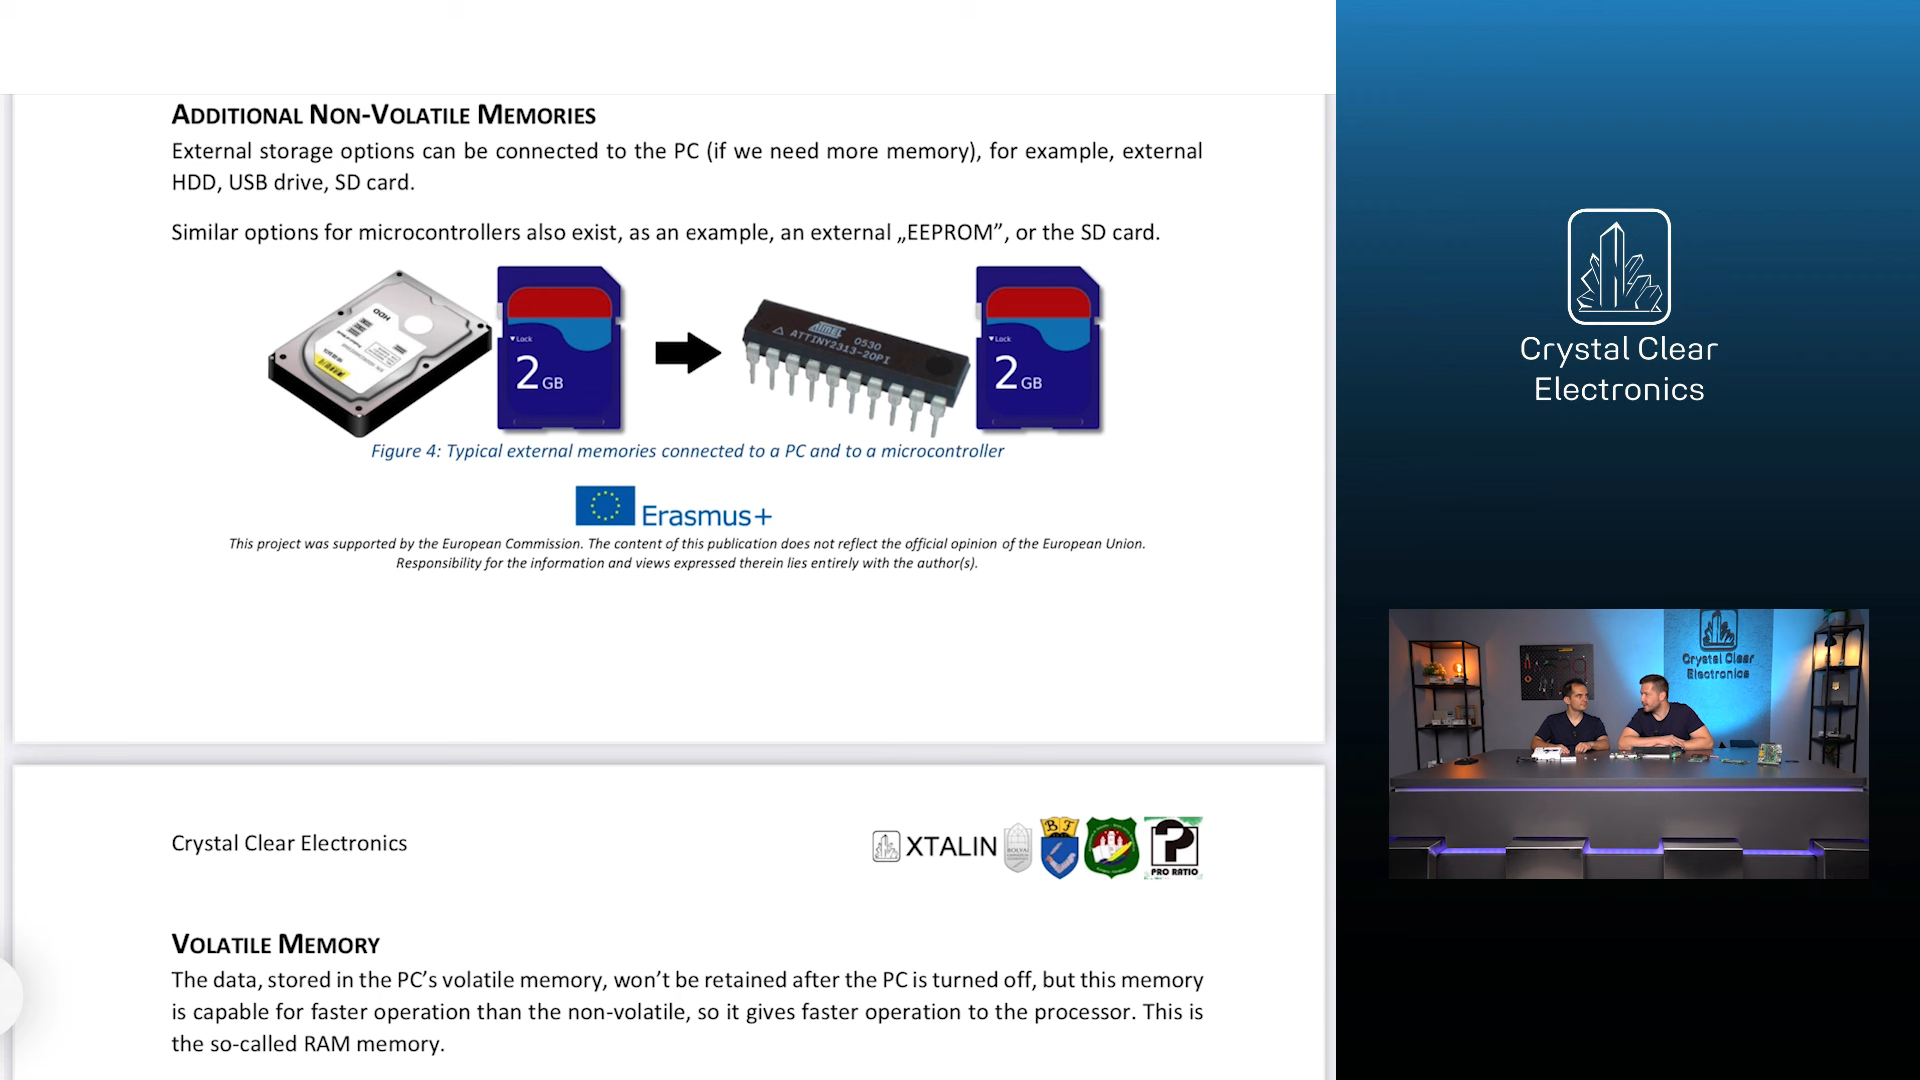 ADDITIONAL NON-VOLATILE MEMORIES
External storage options can be connected to the PC (if we need more memory), for example, external
HDD, USB drive, SD card.
Similar options for microcontrollers also exist, as an example, an external „EEPROM”, or the SD card.
HDD
Lock
2 GB
ATMEL 0530
ATTINY2313-20PI
Lock
2 GB
Figure 4: Typical external memories connected to a PC and to a microcontroller
Erasmus+
This project was supported by the European Commission. The content of this publication does not reflect the official opinion of the European Union.
Responsibility for the information and views expressed therein lies entirely with the author(s).
Crystal Clear Electronics
XTALIN
B F
PRO RATIO
VOLATILE MEMORY
The data, stored in the PC’s volatile memory, won’t be retained after the PC is turned off, but this memory
is capable for faster operation than the non-volatile, so it gives faster operation to the processor. This is
the so-called RAM memory.
Crystal Clear
Electronics
Crystal Clear
Electronics